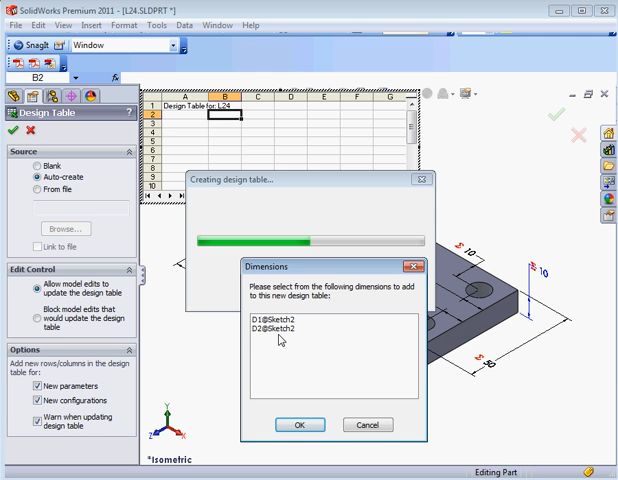 SolidWorks Premium 2011 - [L24.SLDPRT *]
File Edit View Insert Format Tools Data Window Help
SnagIt Window
B2 fx
A B C D E F G
1 Design Table for: L24
2
3
4
5
6
7
8
9
10
Design Table ?
Source
Blank
Auto-create
From file
Browse...
Link to file
Edit Control
Allow model edits to
update the design table
Block model edits that
would update the design
table
Options
Add new rows/columns in the design
table for:
New parameters
New configurations
Warn when updating
design table
Creating design table...
Dimensions
Please select from the following dimensions to add
to this new design table:
D1@Sketch2
D2@Sketch2
OK Cancel
Σ 10
10
Σ 50
Y
Z X
*Isometric
Editing Part